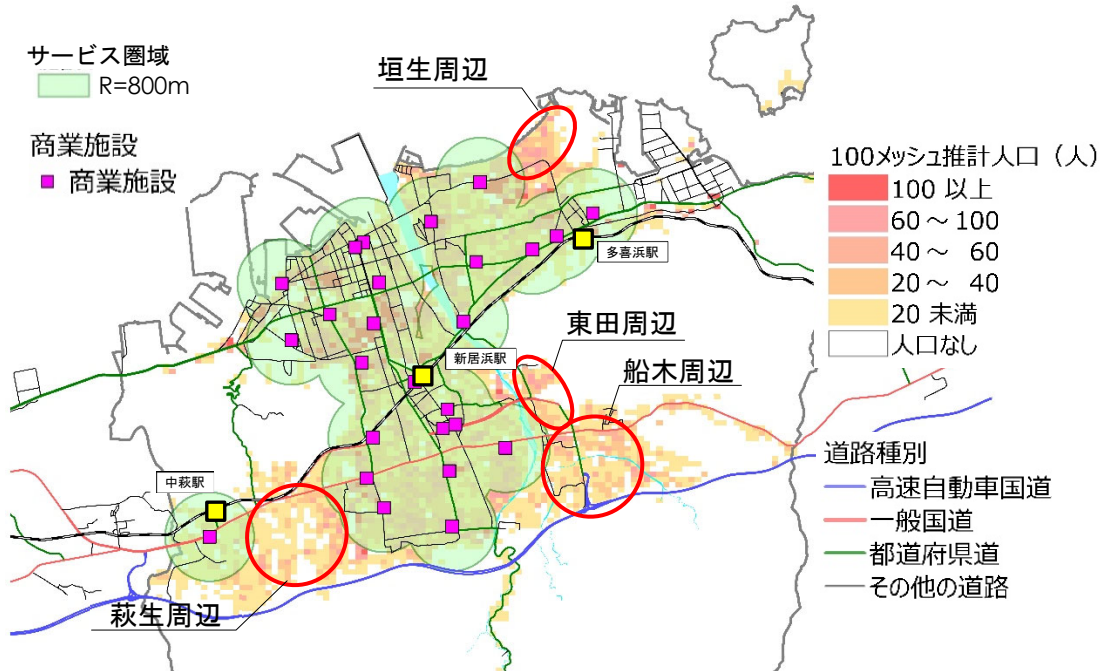 サービス圏域
R=800m
商業施設
商業施設
垣生周辺
多喜浜駅
東田周辺
新居浜駅
船木周辺
中萩駅
萩生周辺
100メッシュ推計人口（人）
100 以上
60～100
40～ 60
20～ 40
20 未満
人口なし
道路種別
高速自動車国道
一般国道
都道府県道
その他の道路